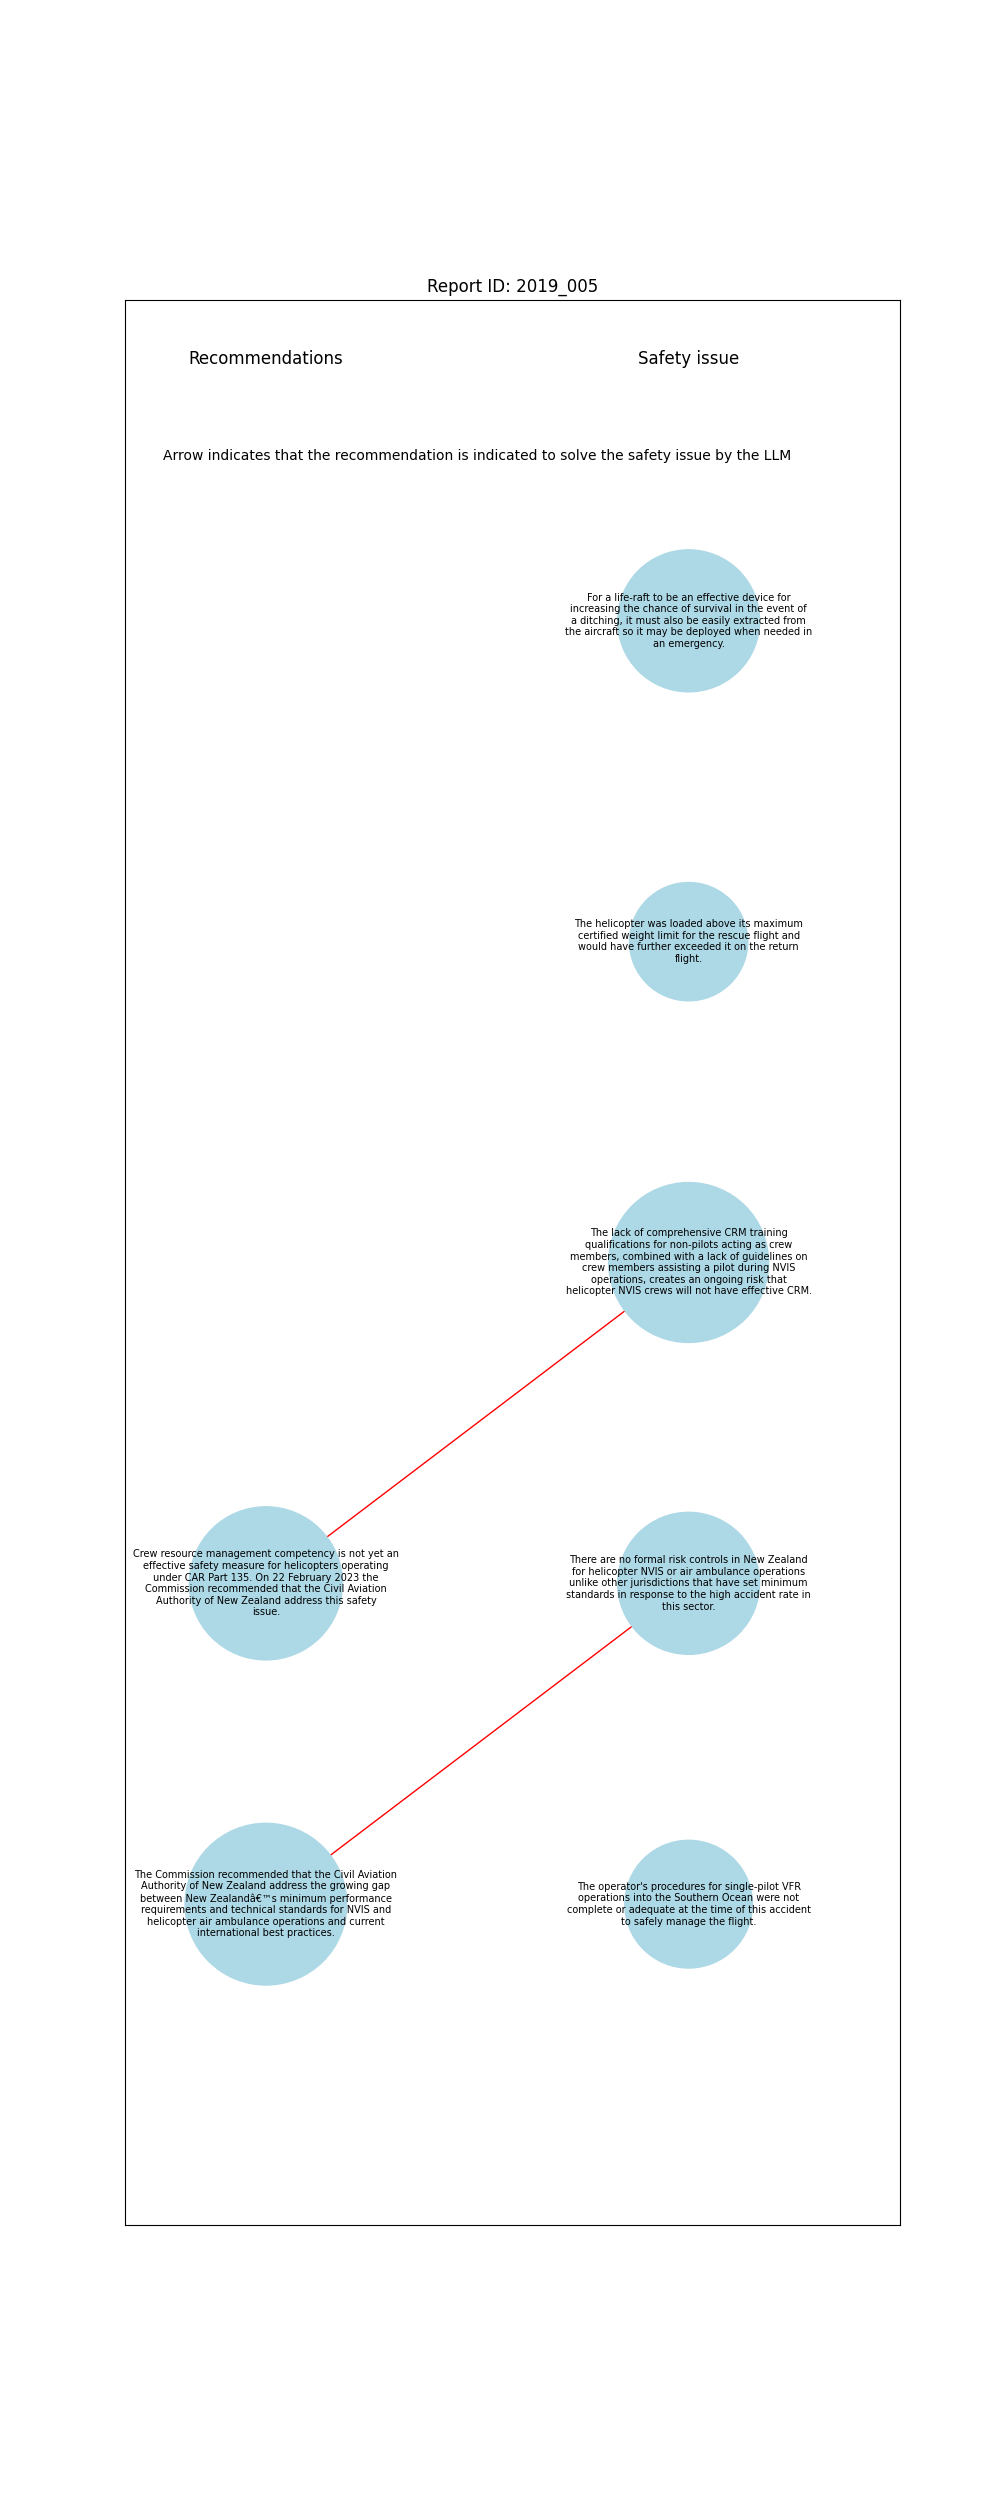 Report ID: 2019_005
Recommendations
Safety issue
Arrow indicates that the recommendation is indicated to solve the safety issue by the LLM
For a life-raft to be an effective device for
increasing the chance of survival in the event of
a ditching, it must also be easily extracted from
the aircraft so it may be deployed when needed in
an emergency.
The helicopter was loaded above its maximum
certified weight limit for the rescue flight and
would have further exceeded it on the return
flight.
The lack of comprehensive CRM training
qualifications for non-pilots acting as crew
members, combined with a lack of guidelines on
crew members assisting a pilot during NVIS
operations, creates an ongoing risk that
helicopter NVIS crews will not have effective CRM.
Crew resource management competency is not yet an
effective safety measure for helicopters operating
under CAR Part 135. On 22 February 2023 the
Commission recommended that the Civil Aviation
Authority of New Zealand address this safety
issue.
There are no formal risk controls in New Zealand
for helicopter NVIS or air ambulance operations
unlike other jurisdictions that have set minimum
standards in response to the high accident rate in
this sector.
The Commission recommended that the Civil Aviation
Authority of New Zealand address the growing gap
between New Zealandâ€™s minimum performance
requirements and technical standards for NVIS and
helicopter air ambulance operations and current
international best practices.
The operator's procedures for single-pilot VFR
operations into the Southern Ocean were not
complete or adequate at the time of this accident
to safely manage the flight.